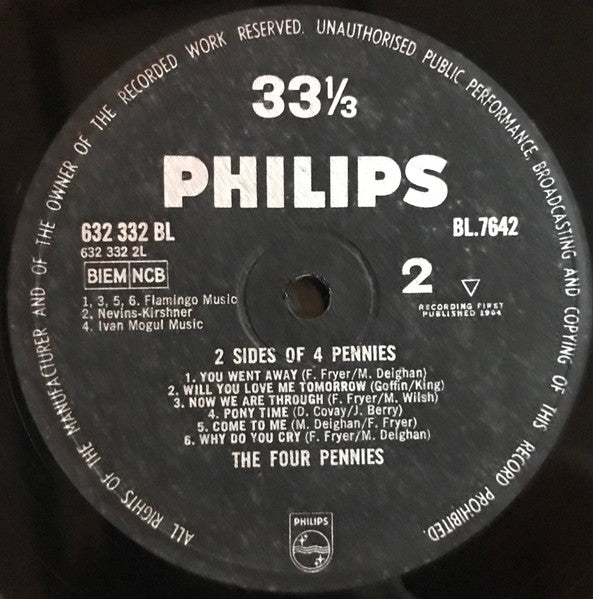 ALL RIGHTS OF THE MANUFACTURER AND OF THE OWNER OF THE RECORDED WORK RESERVED. UNAUTHORISED PUBLIC PERFORMANCE, BROADCASTING AND COPYING OF THIS RECORD PROHIBITED.
33⅓
PHILIPS
632 332 BL
BL.7642
632 332 2L
BIEM NCB
2 ▽
1, 3, 5, 6. Flamingo Music
2. Nevins-Kirshner
4. Ivan Mogul Music
RECORDING FIRST
PUBLISHED 1964
2 SIDES OF 4 PENNIES
1. YOU WENT AWAY (F. Fryer/M. Deighan)
2. WILL YOU LOVE ME TOMORROW (Goffin/King)
3. NOW WE ARE THROUGH (F. Fryer/M. Wilsh)
4. PONY TIME (D. Covay/J. Berry)
5. COME TO ME (M. Deighan/F. Fryer)
6. WHY DO YOU CRY (F. Fryer/M. Deighan)
THE FOUR PENNIES
PHILIPS